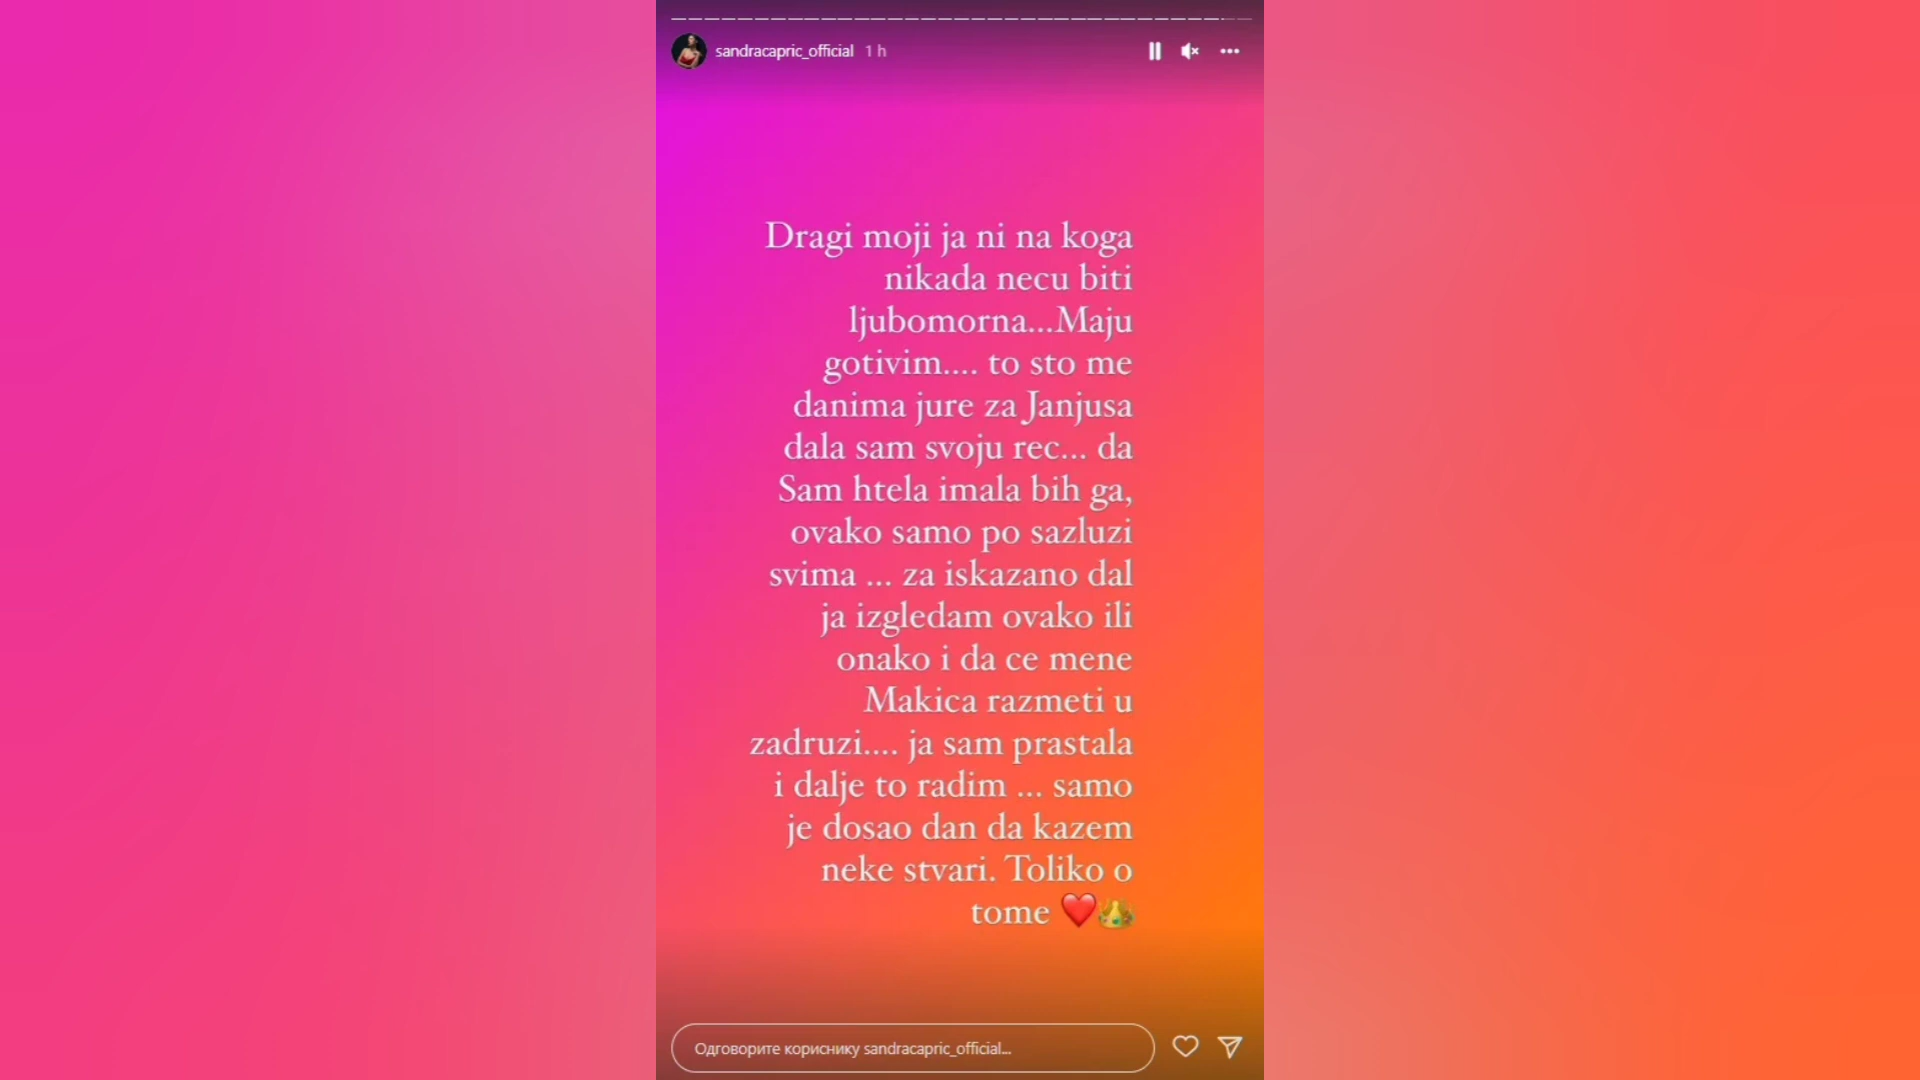 sandracapric_official 1 h
Dragi moji ja ni na koga
nikada necu biti
ljubomorna...Maju
gotivim.... to sto me
danima jure za Janjusa
dala sam svoju rec... da
Sam htela imala bih ga,
ovako samo po sazluzi
svima ... za iskazano dal
ja izgledam ovako ili
onako i da ce mene
Makica razmeti u
zadruzi.... ja sam prastala
i dalje to radim ... samo
je dosao dan da kazem
neke stvari. Toliko o
tome ❤️👑
Одговорите кориснику sandracapric_official...